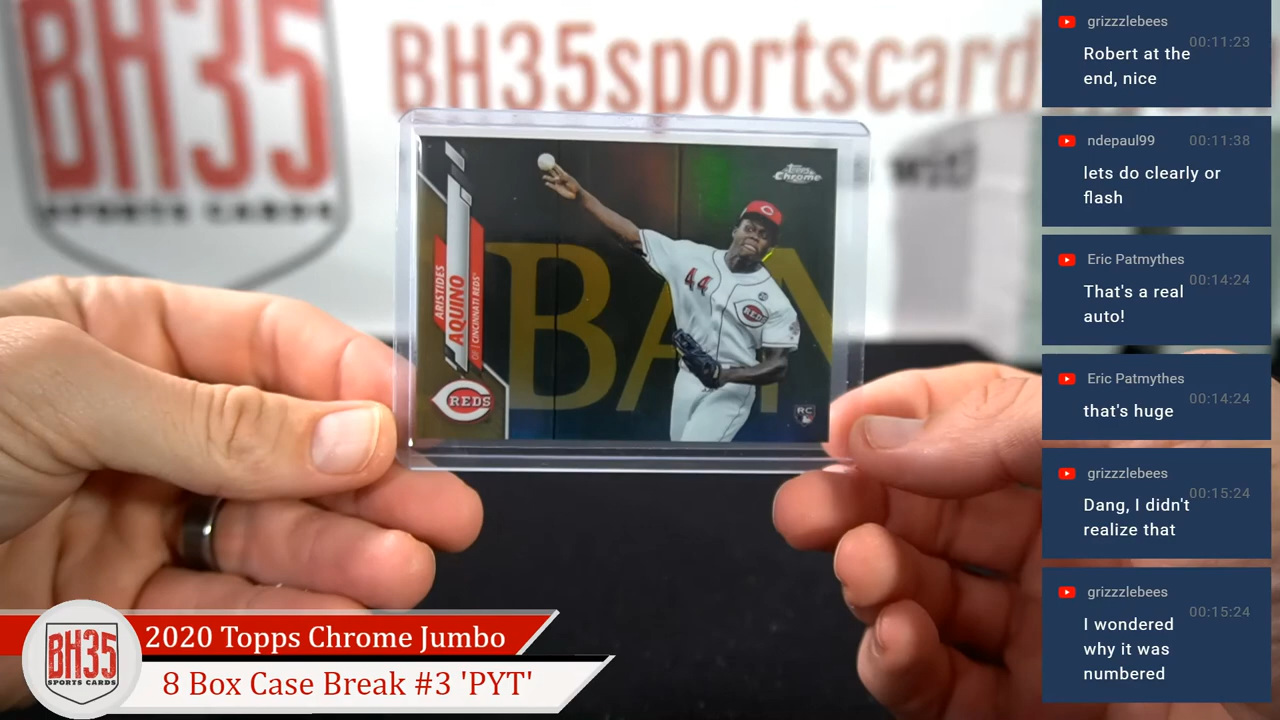 BH35
SPORTS CARDS
BH35sportscard
with
Topps
Chrome
ARISTIDES
AQUINO
OF | CINCINNATI REDS
REDS
BA
44
REDS
RC
grizzzlebees
00:11:23
Robert at the
end, nice
ndepaul99
00:11:38
lets do clearly or
flash
Eric Patmythes
00:14:24
That's a real
auto!
Eric Patmythes
00:14:24
that's huge
grizzzlebees
00:15:24
Dang, I didn't
realize that
grizzzlebees
00:15:24
I wondered
why it was
numbered
BH35
SPORTS CARDS
2020 Topps Chrome Jumbo
8 Box Case Break #3 'PYT'